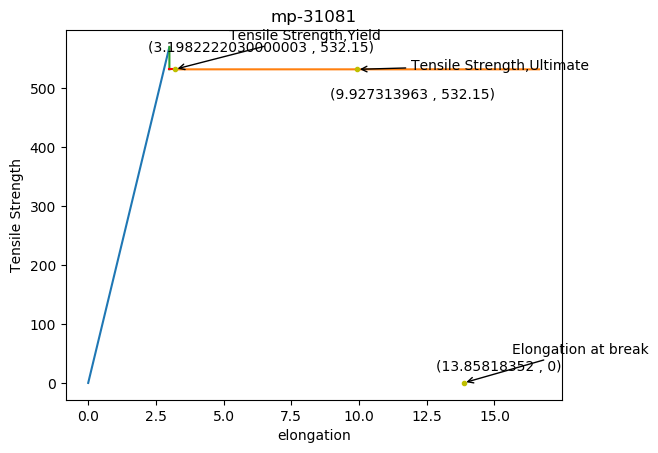 mp-31081
Tensile Strength,Yield
(3.1982222030000003 , 532.15)
Tensile Strength,Ultimate
(9.927313963 , 532.15)
500
400
300
200
100
0
Tensile Strength
Elongation at break
(13.85818352 , 0)
0.0 2.5 5.0 7.5 10.0 12.5 15.0
elongation